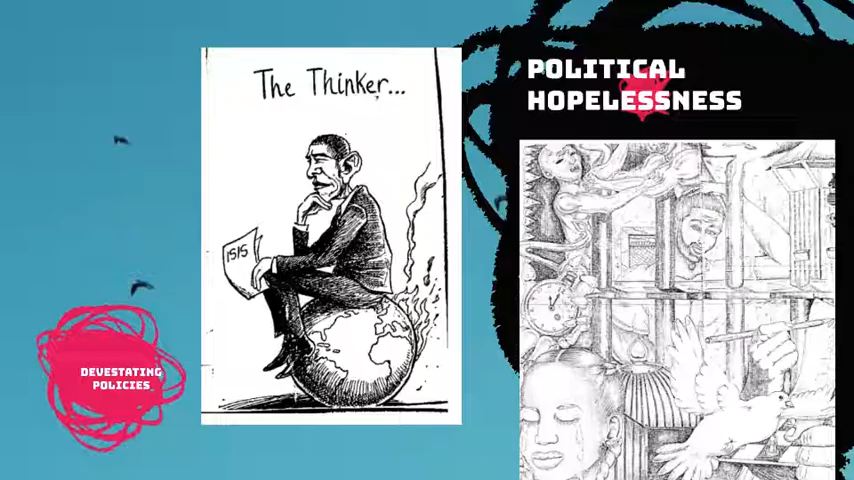 The Thinker...
ISIS
POLITICAL
HOPELESSNESS
DEVESTATING
POLICIES